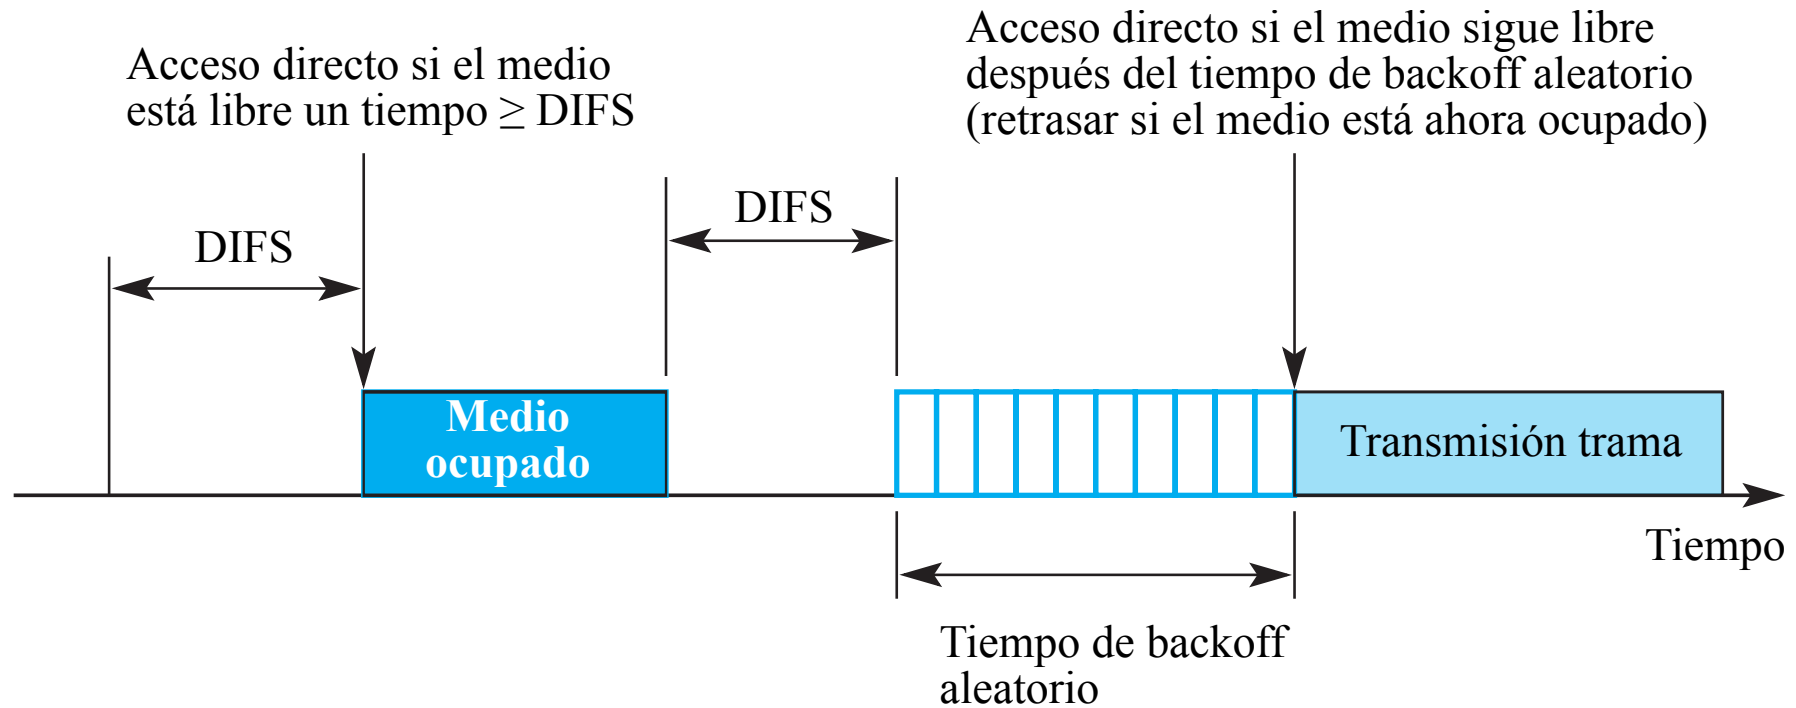 Acceso directo si el medio
está libre un tiempo ≥ DIFS
Acceso directo si el medio sigue libre
después del tiempo de backoff aleatorio
(retrasar si el medio está ahora ocupado)
DIFS
DIFS
Medio
ocupado
Transmisión trama
Tiempo
Tiempo de backoff
aleatorio